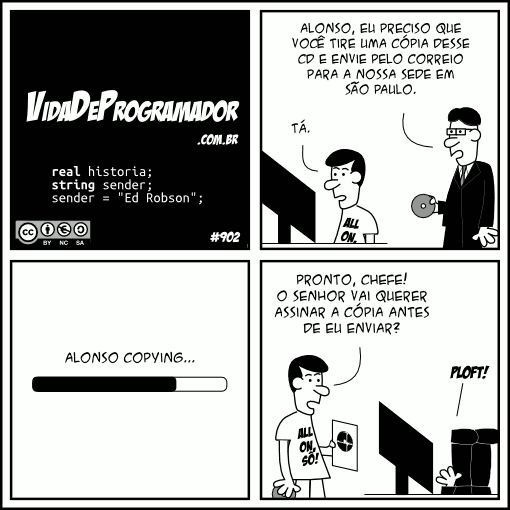 VIDADEPROGRAMADOR
.COM.BR
real historia;
string sender;
sender = "Ed Robson";
cc
BY NC SA
#902
ALONSO, EU PRECISO QUE
VOCÊ TIRE UMA CÓPIA DESSE
CD E ENVIE PELO CORREIO
PARA A NOSSA SEDE EM
SÃO PAULO.
TÁ.
ALL
ON,
ALONSO COPYING...
PRONTO, CHEFE!
O SENHOR VAI QUERER
ASSINAR A CÓPIA ANTES
DE EU ENVIAR?
PLOFT!
ALL
ON,
SÔ!